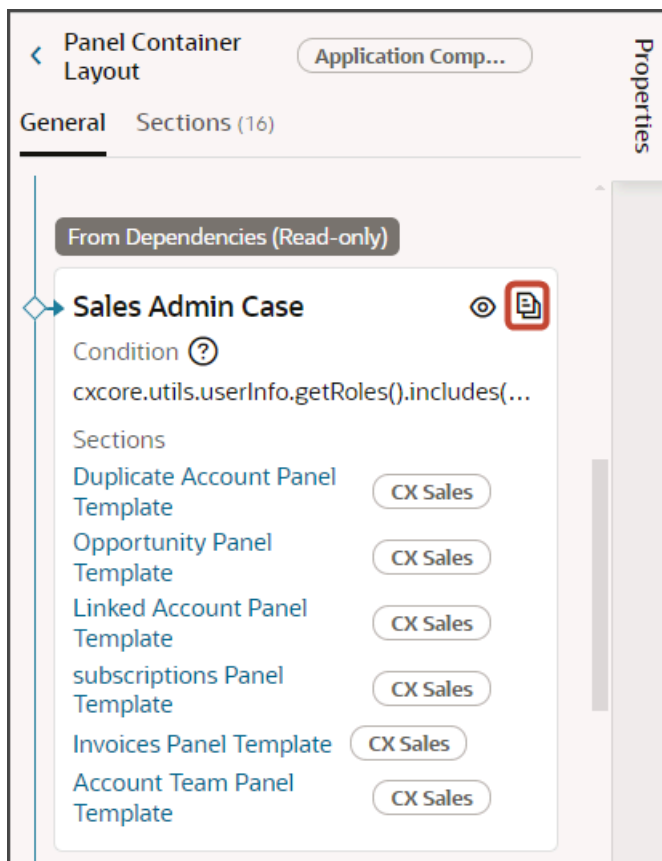 Panel Container
Layout
Application Comp...
Properties
General
Sections (16)
From Dependencies (Read-only)
Sales Admin Case
Condition ?
cxcore.utils.userInfo.getRoles().includes(...
Sections
Duplicate Account Panel
Template
CX Sales
Opportunity Panel
Template
CX Sales
Linked Account Panel
Template
CX Sales
subscriptions Panel
Template
CX Sales
Invoices Panel Template
CX Sales
Account Team Panel
Template
CX Sales